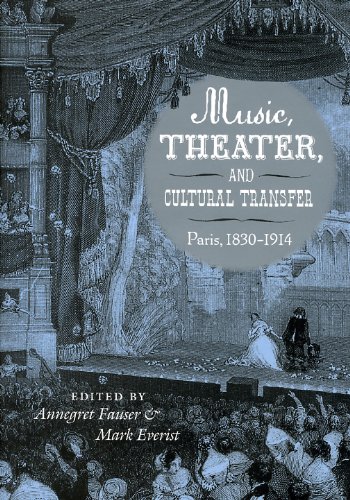 Music,
THEATER,
AND
CULTURAL TRANSFER
Paris, 1830–1914
EDITED BY
Annegret Fauser &
Mark Everist